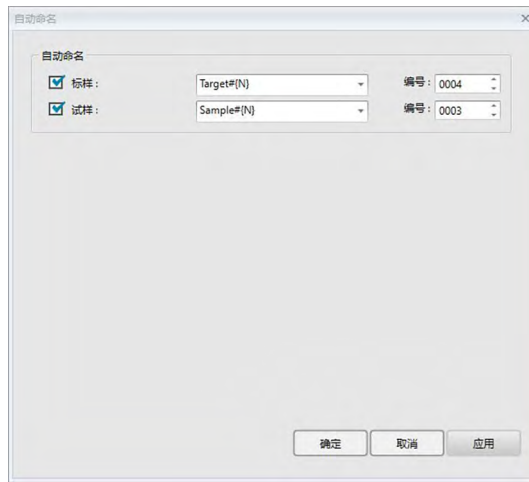 自动命名
自动命名
标样： Target#{N} 编号： 0004
试样： Sample#{N} 编号： 0003
确定 取消 应用